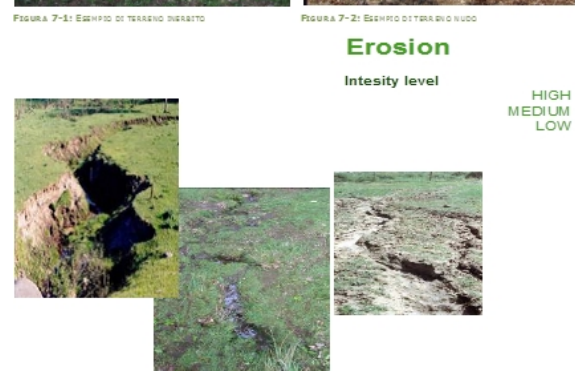 FIGURA 7-1: ESEMPIO DI TERRENO INERBITO
FIGURA 7-2: ESEMPIO DI TERRENO NUDO
Erosion
Intesity level
HIGH
MEDIUM
LOW